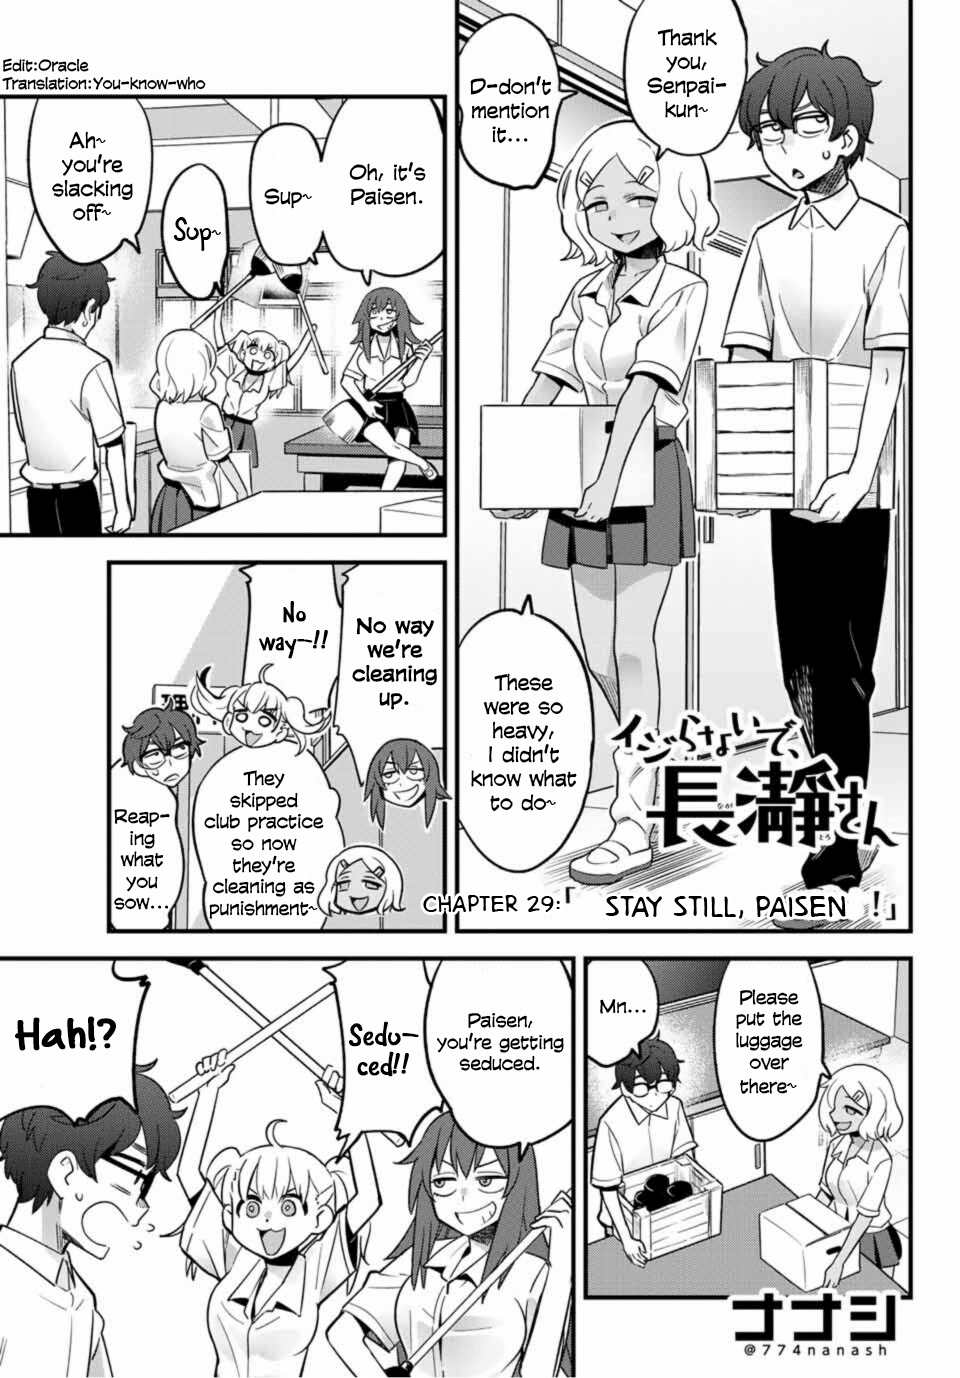 Edit:Oracle
Translation:You-know-who
Thank
you,
Senpai-
kun~
D-don't
mention
it...
These
were so
heavy,
I didn't
know what
to do~
イジらないで、
長瀞さん
なが
とろ
CHAPTER 29:「 STAY STILL, PAISEN !」
Oh, it's
Paisen.
Sup~
Sup~
Ah~
you're
slacking
off~
No way
we're
cleaning
up.
No
way~!!
They
skipped
club practice
so now
they're
cleaning as
punishment~
Reap-
ing
what
you
sow...
Please
put the
luggage
over
there~
Mn...
ナナシ
@774nanash
Paisen,
you're getting
seduced.
Sedu-
ced!!
Hah!?